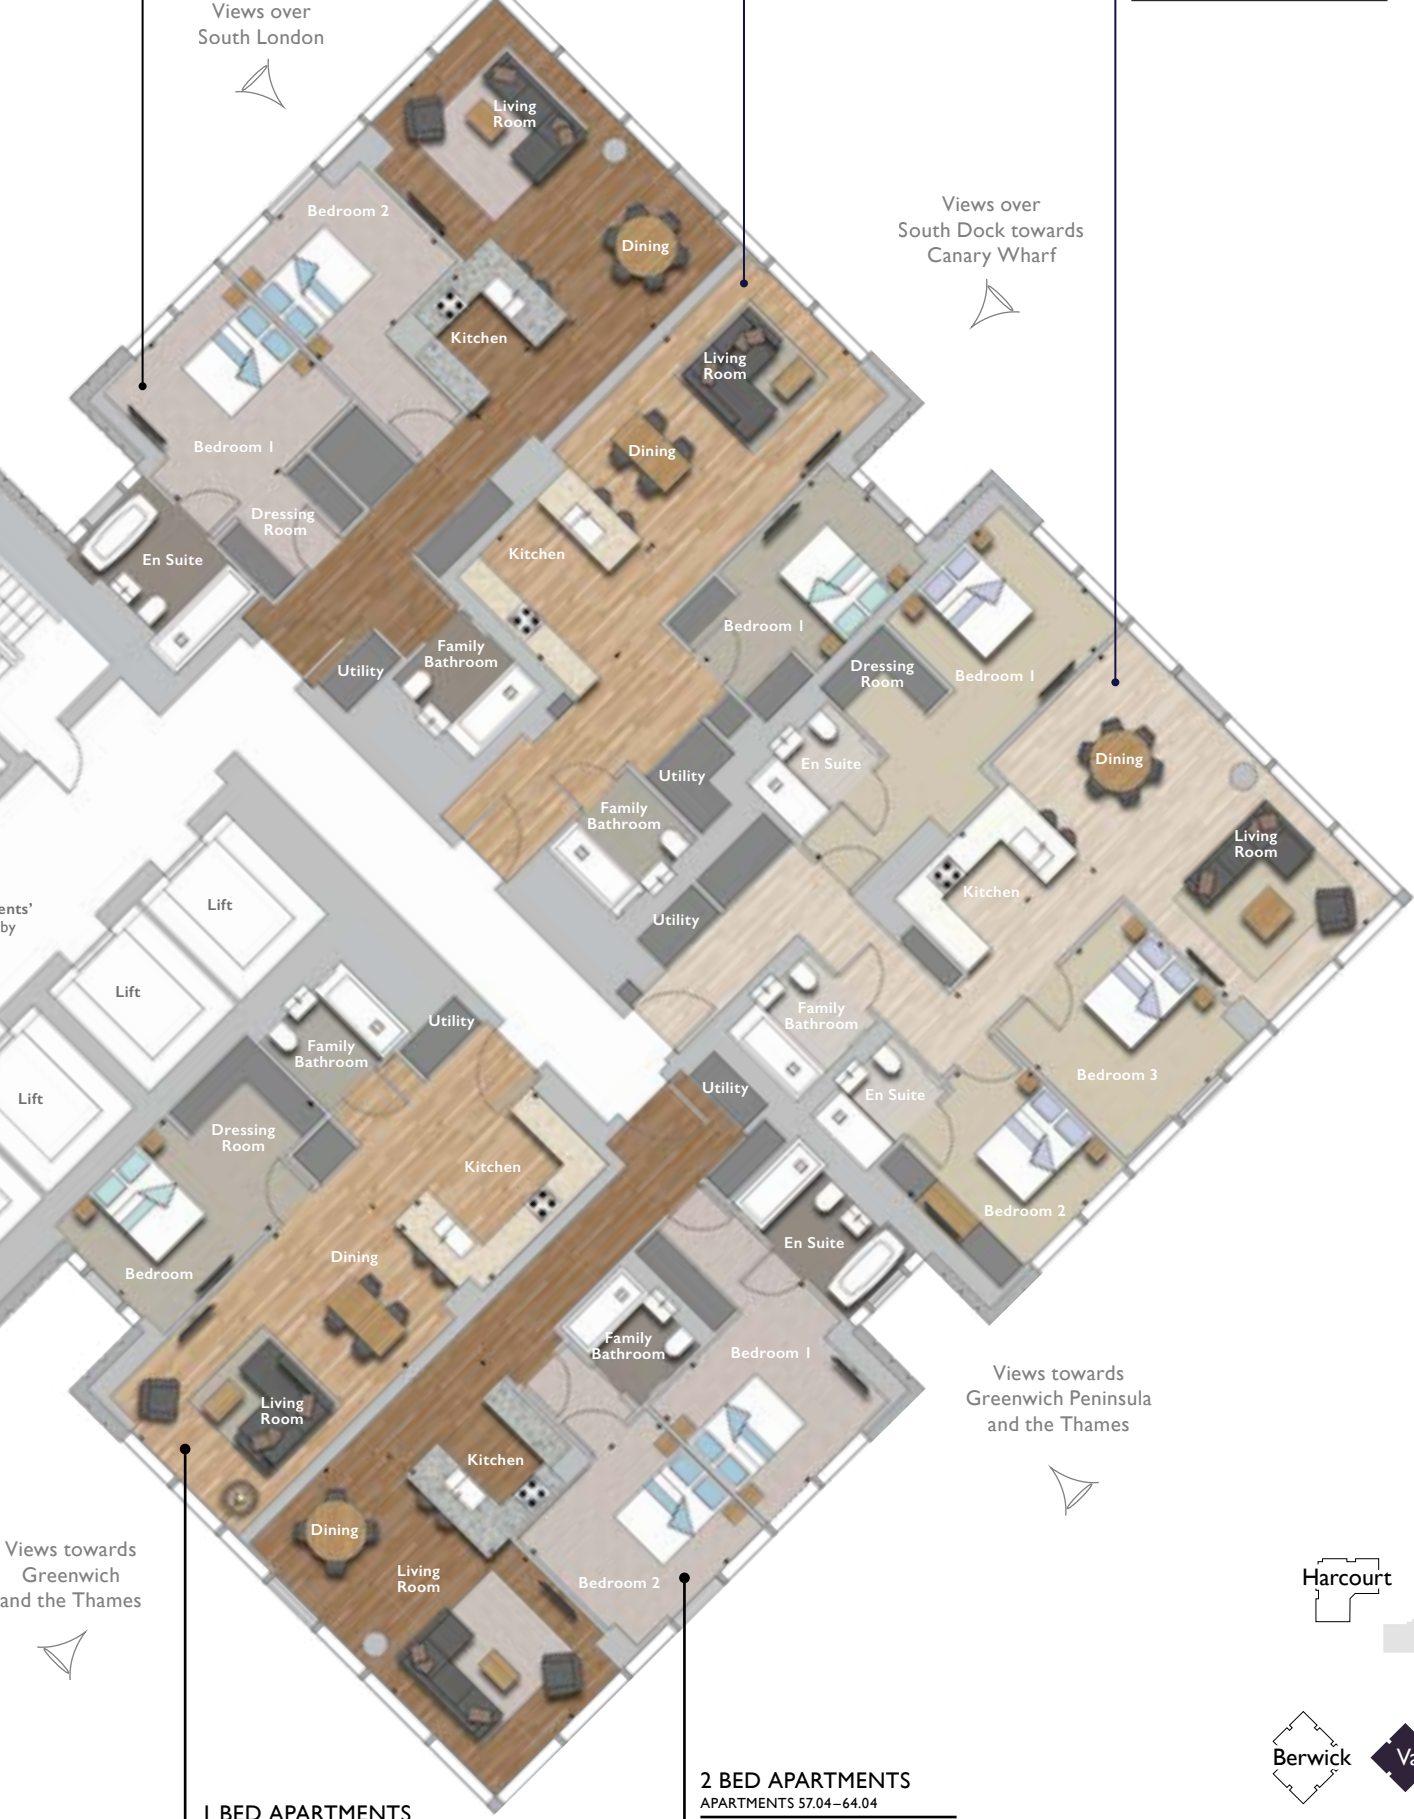 Views over
South London
Living
Room
Bedroom 2
Dining
Kitchen
Bedroom 1
Dressing
Room
En Suite
Utility
Family
Bathroom
Views over
South Dock towards
Canary Wharf
Living
Room
Dining
Kitchen
Bedroom 1
Utility
Family
Bathroom
Dressing
Room
Bedroom 1
En Suite
Dining
Living
Room
Kitchen
Utility
Family
Bathroom
En Suite
Bedroom 3
Bedroom 2
Lift
Lift
Lift
ents'
by
Utility
Family
Bathroom
Dressing
Room
Kitchen
Bedroom
Dining
Living
Room
Utility
En Suite
Family
Bathroom
Bedroom 1
Kitchen
Dining
Living
Room
Bedroom 2
Views towards
Greenwich Peninsula
and the Thames
Views towards
Greenwich
and the Thames
Harcourt
Berwick
Va
1 BED APARTMENTS
2 BED APARTMENTS
APARTMENTS 57.04–64.04